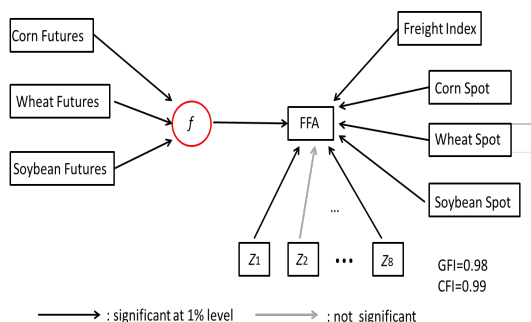 Corn Futures
Wheat Futures
Soybean Futures
f
FFA
Freight Index
Corn Spot
Wheat Spot
Soybean Spot
...
Z1
Z2
•••
Z8
GFI=0.98
CFI=0.99
: significant at 1% level
: not significant